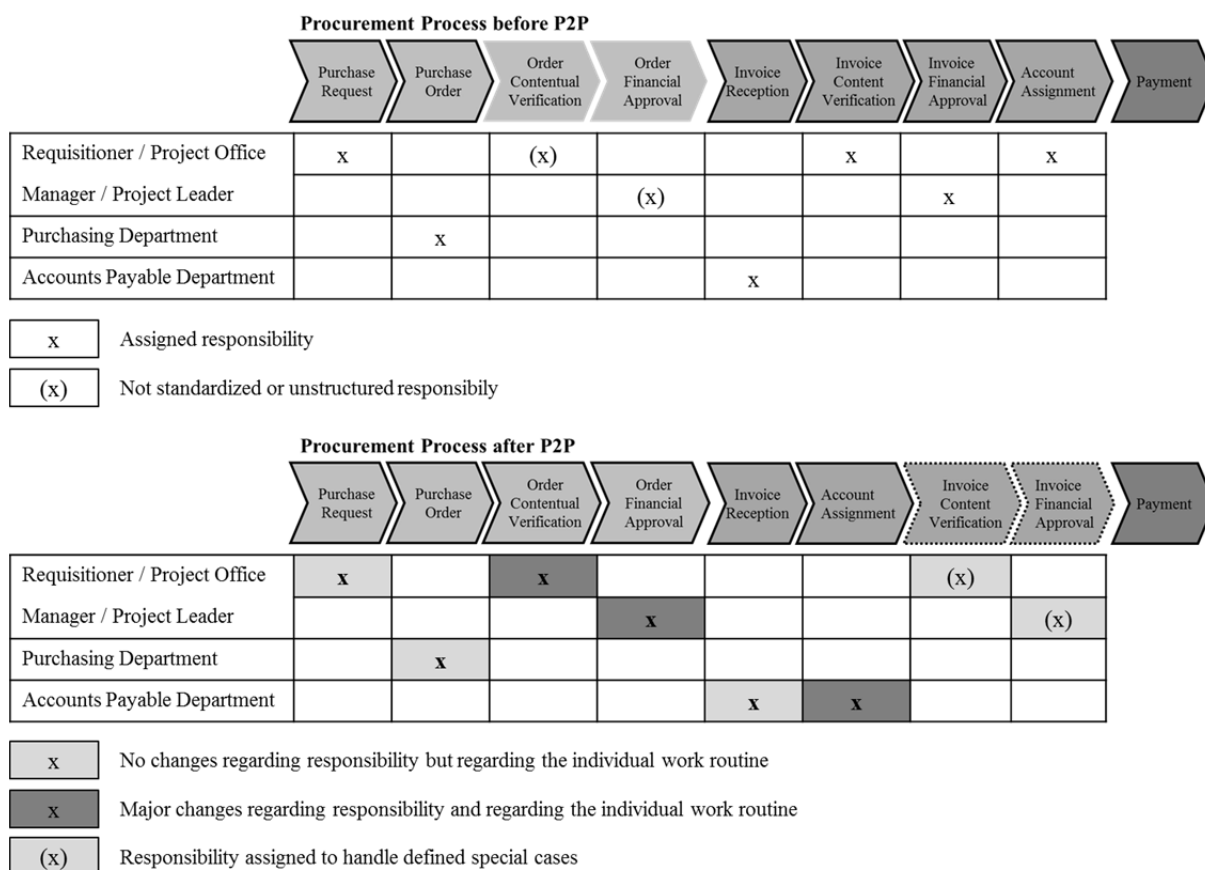 Procurement Process before P2P
Purchase
Request
Purchase
Order
Order
Contentual
Verification
Order
Financial
Approval
Invoice
Reception
Invoice
Content
Verification
Invoice
Financial
Approval
Account
Assignment
Payment
Requisitioner / Project Office x (x) x x
Manager / Project Leader (x) x
Purchasing Department x
Accounts Payable Department x
x Assigned responsibility
(x) Not standardized or unstructured responsibily
Procurement Process after P2P
Purchase
Request
Purchase
Order
Order
Contentual
Verification
Order
Financial
Approval
Invoice
Reception
Account
Assignment
Invoice
Content
Verification
Invoice
Financial
Approval
Payment
Requisitioner / Project Office x x (x)
Manager / Project Leader x (x)
Purchasing Department x
Accounts Payable Department x x
x No changes regarding responsibility but regarding the individual work routine
x Major changes regarding responsibility and regarding the individual work routine
(x) Responsibility assigned to handle defined special cases